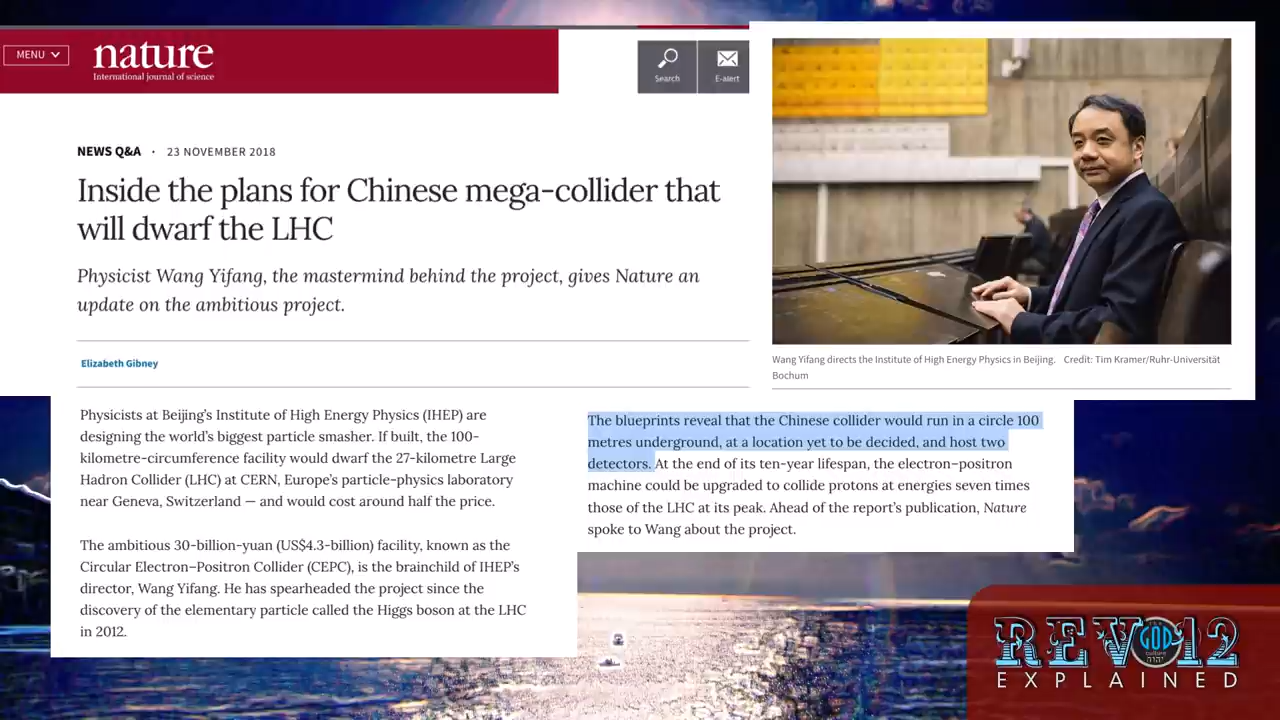 MENU
nature
International journal of science
Search
E-alert
NEWS Q&A · 23 NOVEMBER 2018
Inside the plans for Chinese mega-collider that
will dwarf the LHC
Physicist Wang Yifang, the mastermind behind the project, gives Nature an
update on the ambitious project.
Elizabeth Gibney
Wang Yifang directs the Institute of High Energy Physics in Beijing. Credit: Tim Kramer/Ruhr-Universität
Bochum
Physicists at Beijing's Institute of High Energy Physics (IHEP) are
designing the world's biggest particle smasher. If built, the 100-
kilometre-circumference facility would dwarf the 27-kilometre Large
Hadron Collider (LHC) at CERN, Europe's particle-physics laboratory
near Geneva, Switzerland — and would cost around half the price.
The ambitious 30-billion-yuan (US$4.3-billion) facility, known as the
Circular Electron–Positron Collider (CEPC), is the brainchild of IHEP's
director, Wang Yifang. He has spearheaded the project since the
discovery of the elementary particle called the Higgs boson at the LHC
in 2012.
The blueprints reveal that the Chinese collider would run in a circle 100
metres underground, at a location yet to be decided, and host two
detectors. At the end of its ten-year lifespan, the electron–positron
machine could be upgraded to collide protons at energies seven times
those of the LHC at its peak. Ahead of the report's publication, Nature
spoke to Wang about the project.
REV GOD 12
יהוה
EXPLAINED